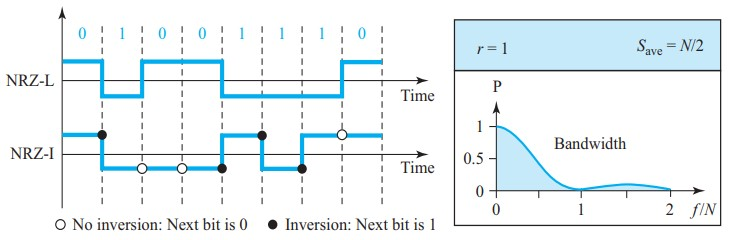 0 1 0 0 1 1 1 0
NRZ-L
Time
NRZ-I
Time
No inversion: Next bit is 0
Inversion: Next bit is 1
r = 1
Save = N/2
P
1
Bandwidth
0.5
0
0 1 2 f/N